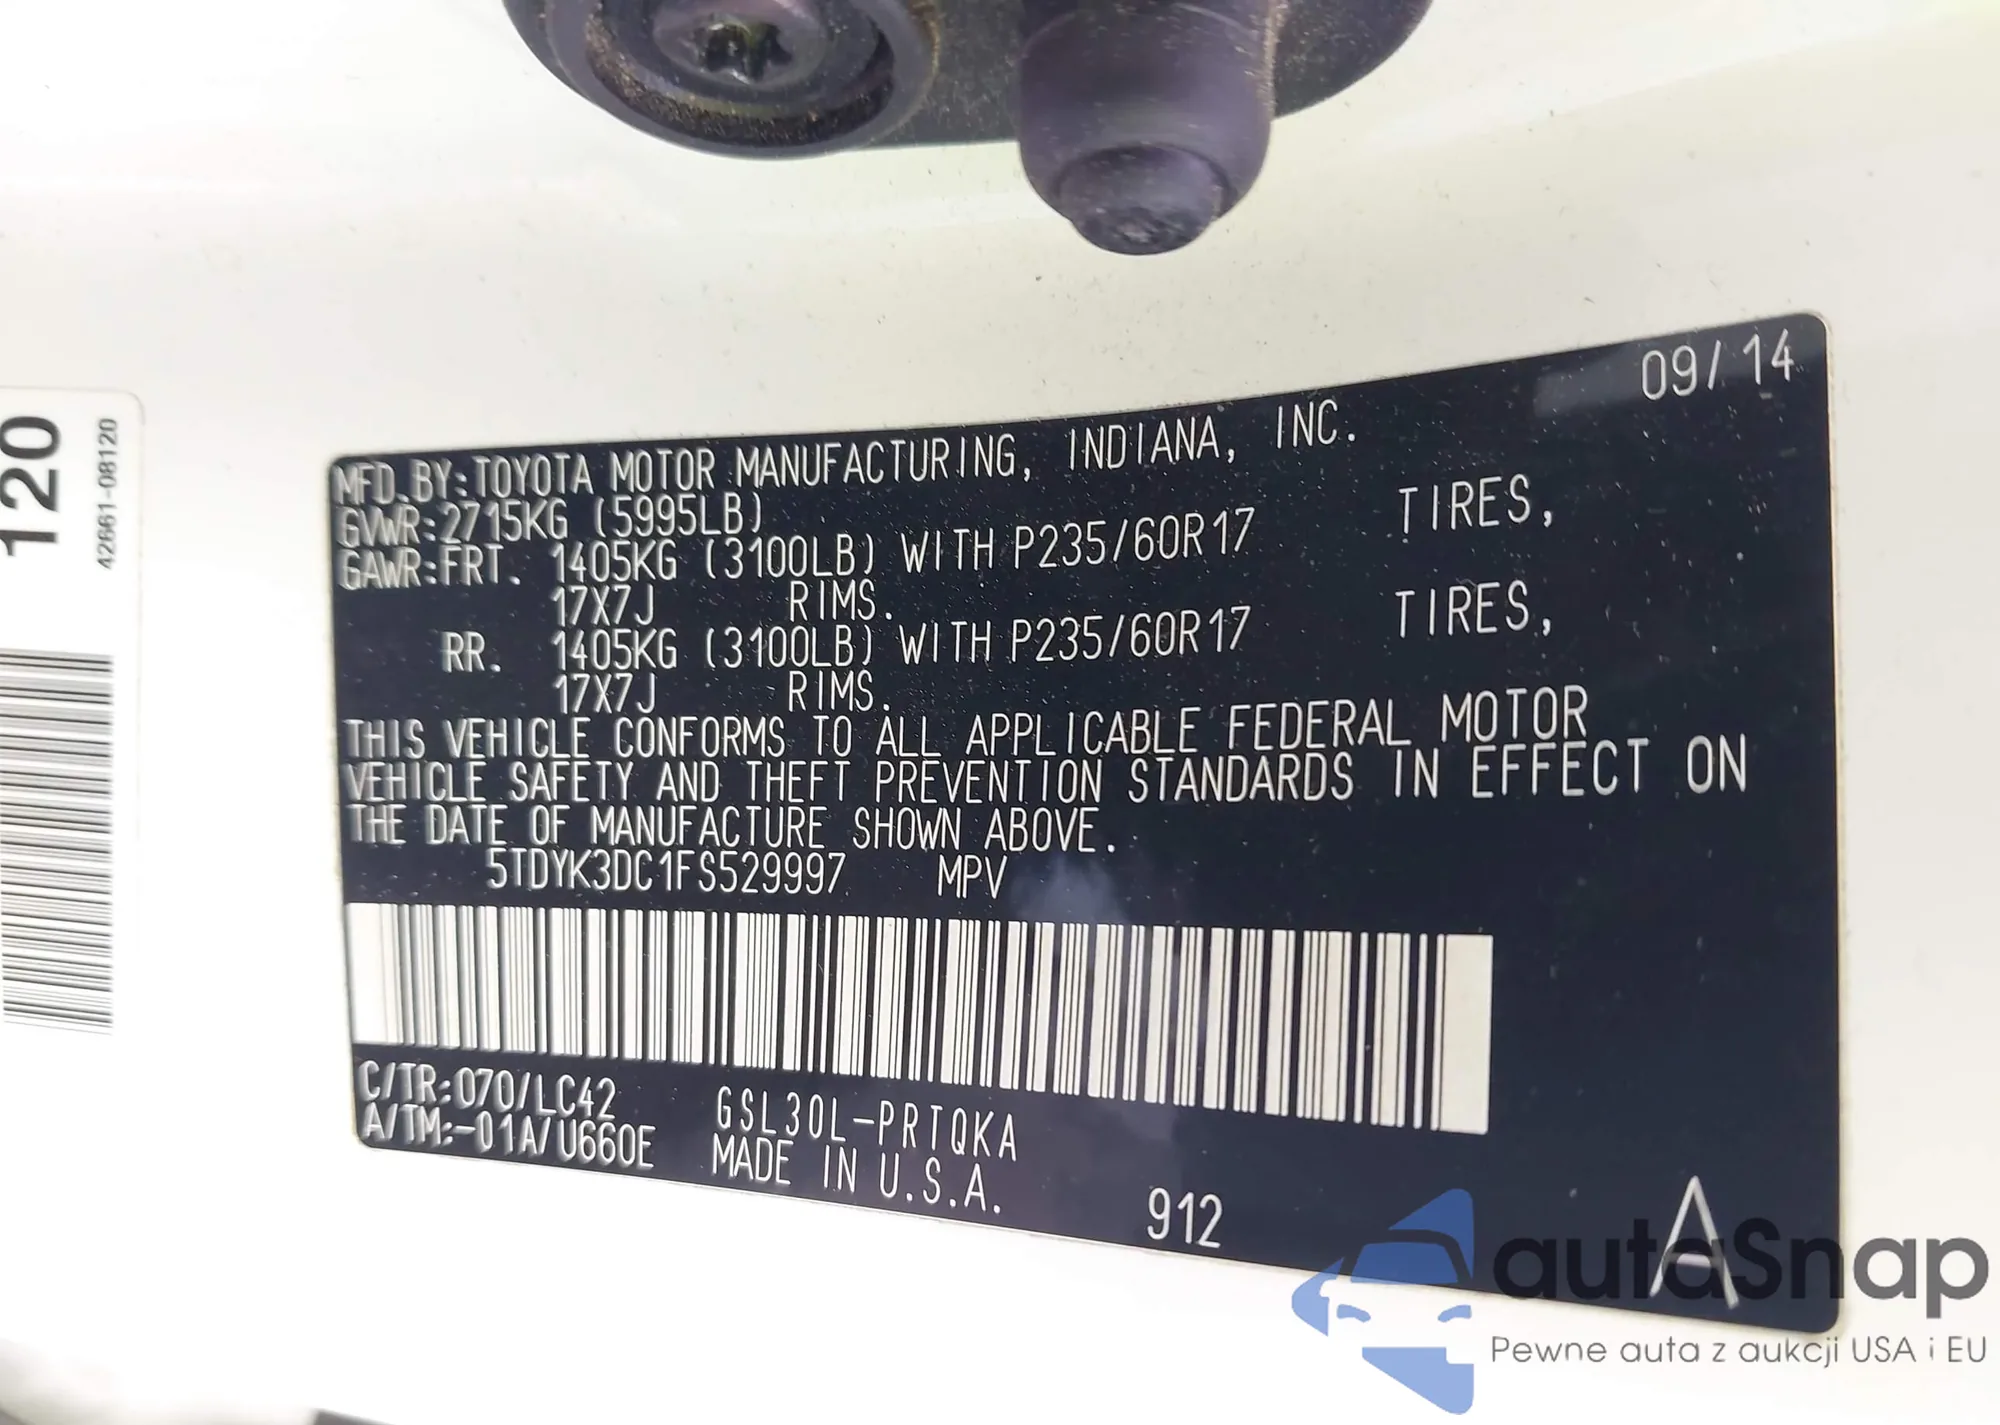 120
42661-08120
09/14
MFD.BY:TOYOTA MOTOR MANUFACTURING, INDIANA, INC.
GVWR:2715KG (5995LB)
GAWR:FRT. 1405KG (3100LB) WITH P235/60R17 TIRES,
17X7J RIMS.
RR. 1405KG (3100LB) WITH P235/60R17 TIRES,
17X7J RIMS.
THIS VEHICLE CONFORMS TO ALL APPLICABLE FEDERAL MOTOR
VEHICLE SAFETY AND THEFT PREVENTION STANDARDS IN EFFECT ON
THE DATE OF MANUFACTURE SHOWN ABOVE.
5TDYK3DC1FS529997 MPV
C/TR:070/LC42 GSL30L-PRTQKA
A/TM:-01A/U660E MADE IN U.S.A.
912
A
autaSnap
Pewne auta z aukcji USA i EU